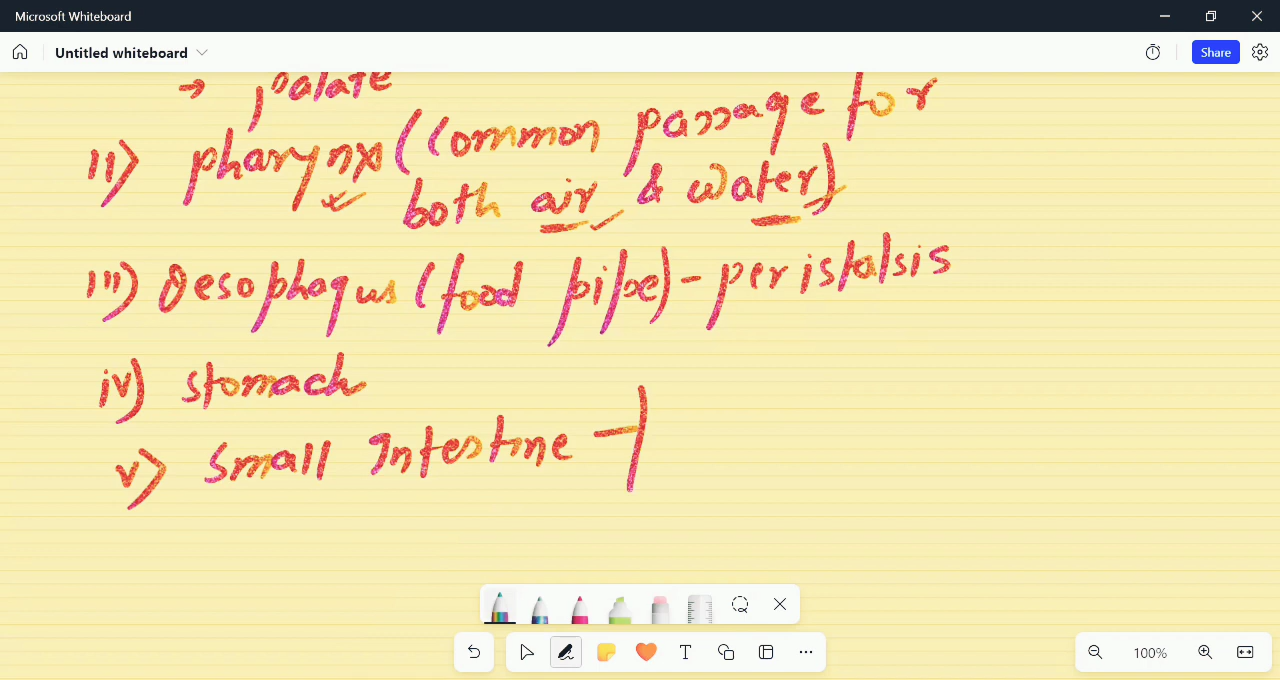 Microsoft Whiteboard
Untitled whiteboard
Share
→ palate
ii) pharynx (common passage for
both air & water)
iii) Oesophagus (food pipe) - peristalsis
iv) stomach
v) small Intestine
100%